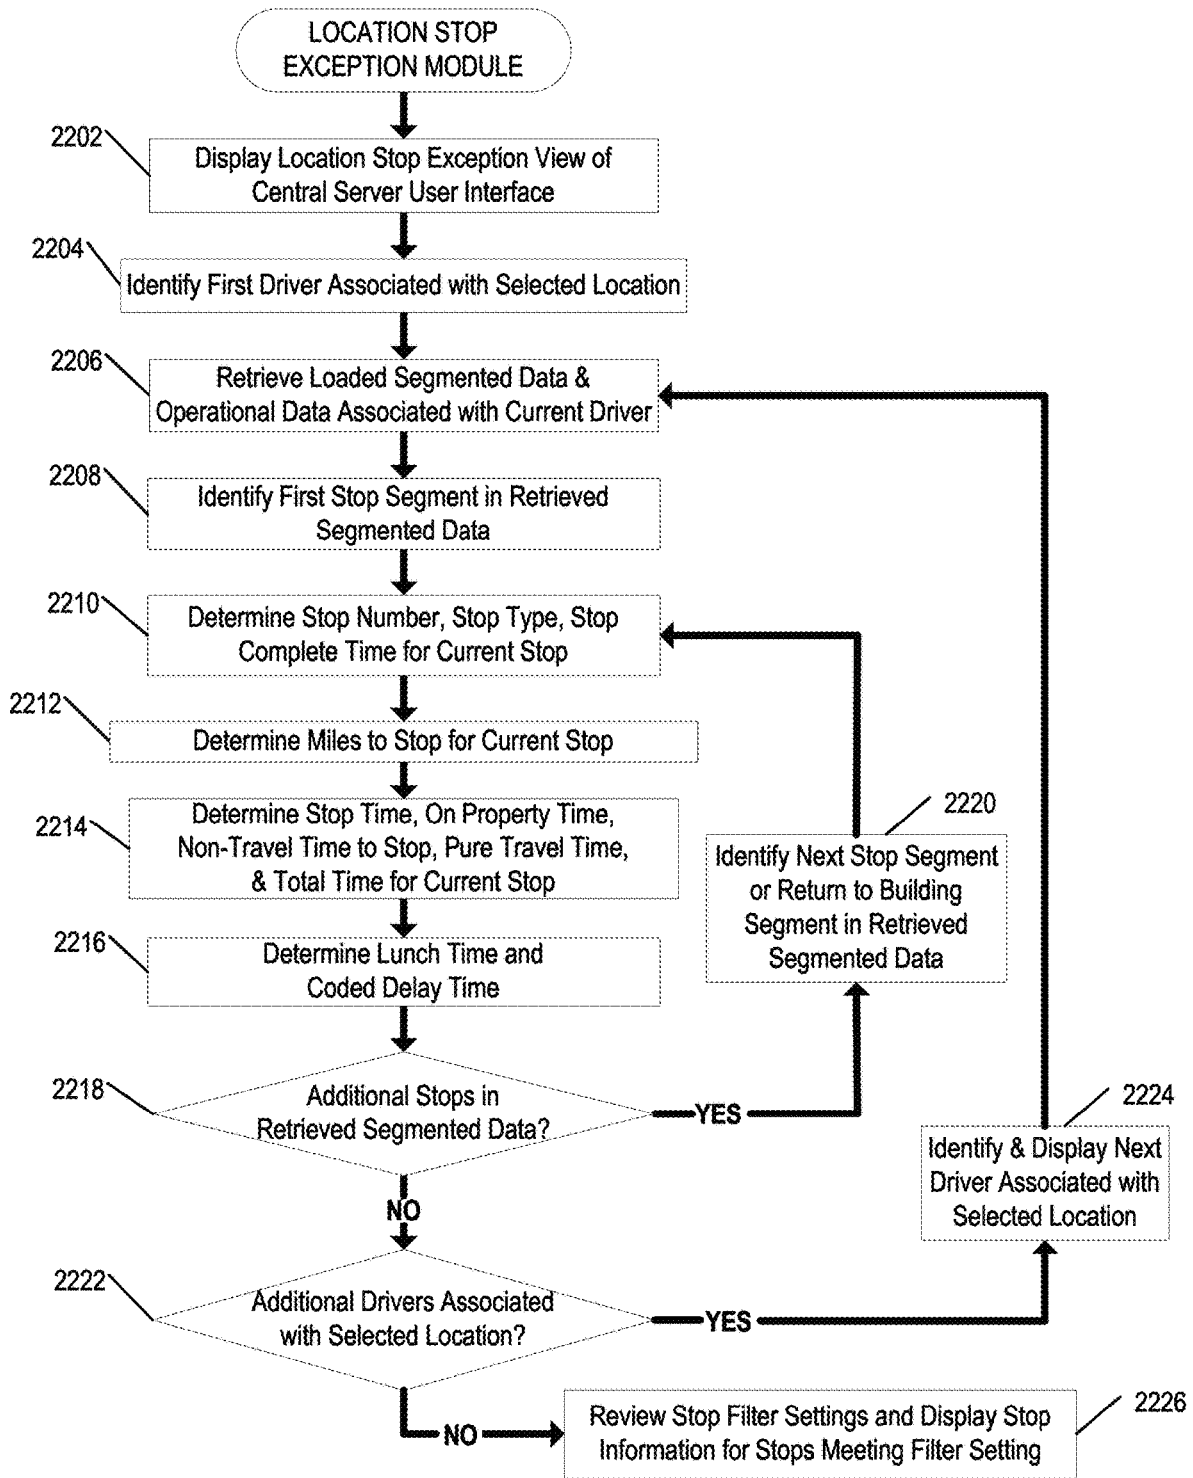 LOCATION STOP
EXCEPTION MODULE
2202
Display Location Stop Exception View of
Central Server User Interface
2204
Identify First Driver Associated with Selected Location
2206
Retrieve Loaded Segmented Data &
Operational Data Associated with Current Driver
2208
Identify First Stop Segment in Retrieved
Segmented Data
2210
Determine Stop Number, Stop Type, Stop
Complete Time for Current Stop
2212
Determine Miles to Stop for Current Stop
2214
Determine Stop Time, On Property Time,
Non-Travel Time to Stop, Pure Travel Time,
& Total Time for Current Stop
2216
Determine Lunch Time and
Coded Delay Time
2218
Additional Stops in
Retrieved Segmented Data?
YES
2220
Identify Next Stop Segment
or Return to Building
Segment in Retrieved
Segmented Data
NO
2222
Additional Drivers Associated
with Selected Location?
YES
2224
Identify & Display Next
Driver Associated with
Selected Location
NO
2226
Review Stop Filter Settings and Display Stop
Information for Stops Meeting Filter Setting